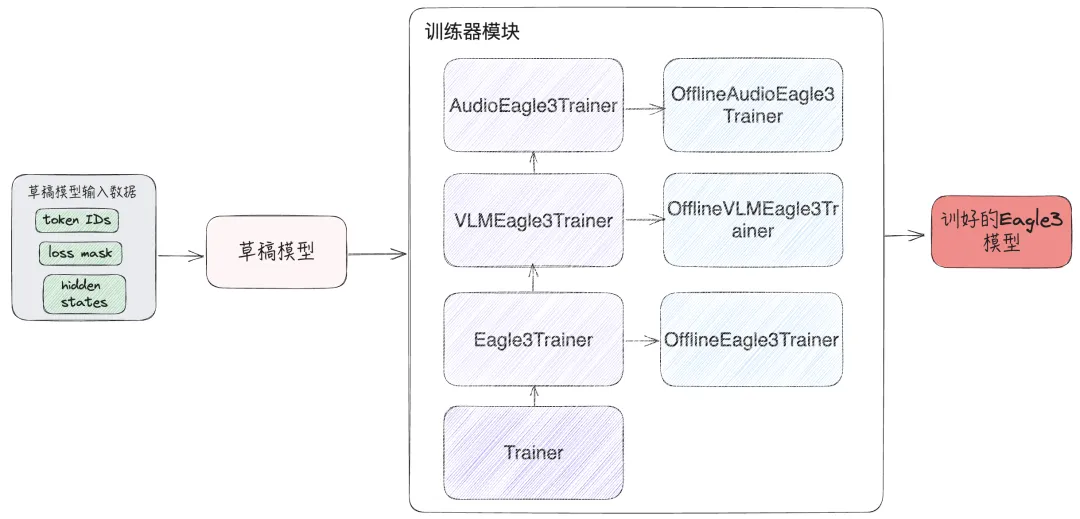 训练器模块
AudioEagle3Trainer
OfflineAudioEagle3
Trainer
草稿模型输入数据
token IDs
loss mask
hidden
states
草稿模型
VLMEagle3Trainer
OfflineVLMEagle3Tr
ainer
训好的Eagle3
模型
Eagle3Trainer
OfflineEagle3Trainer
Trainer